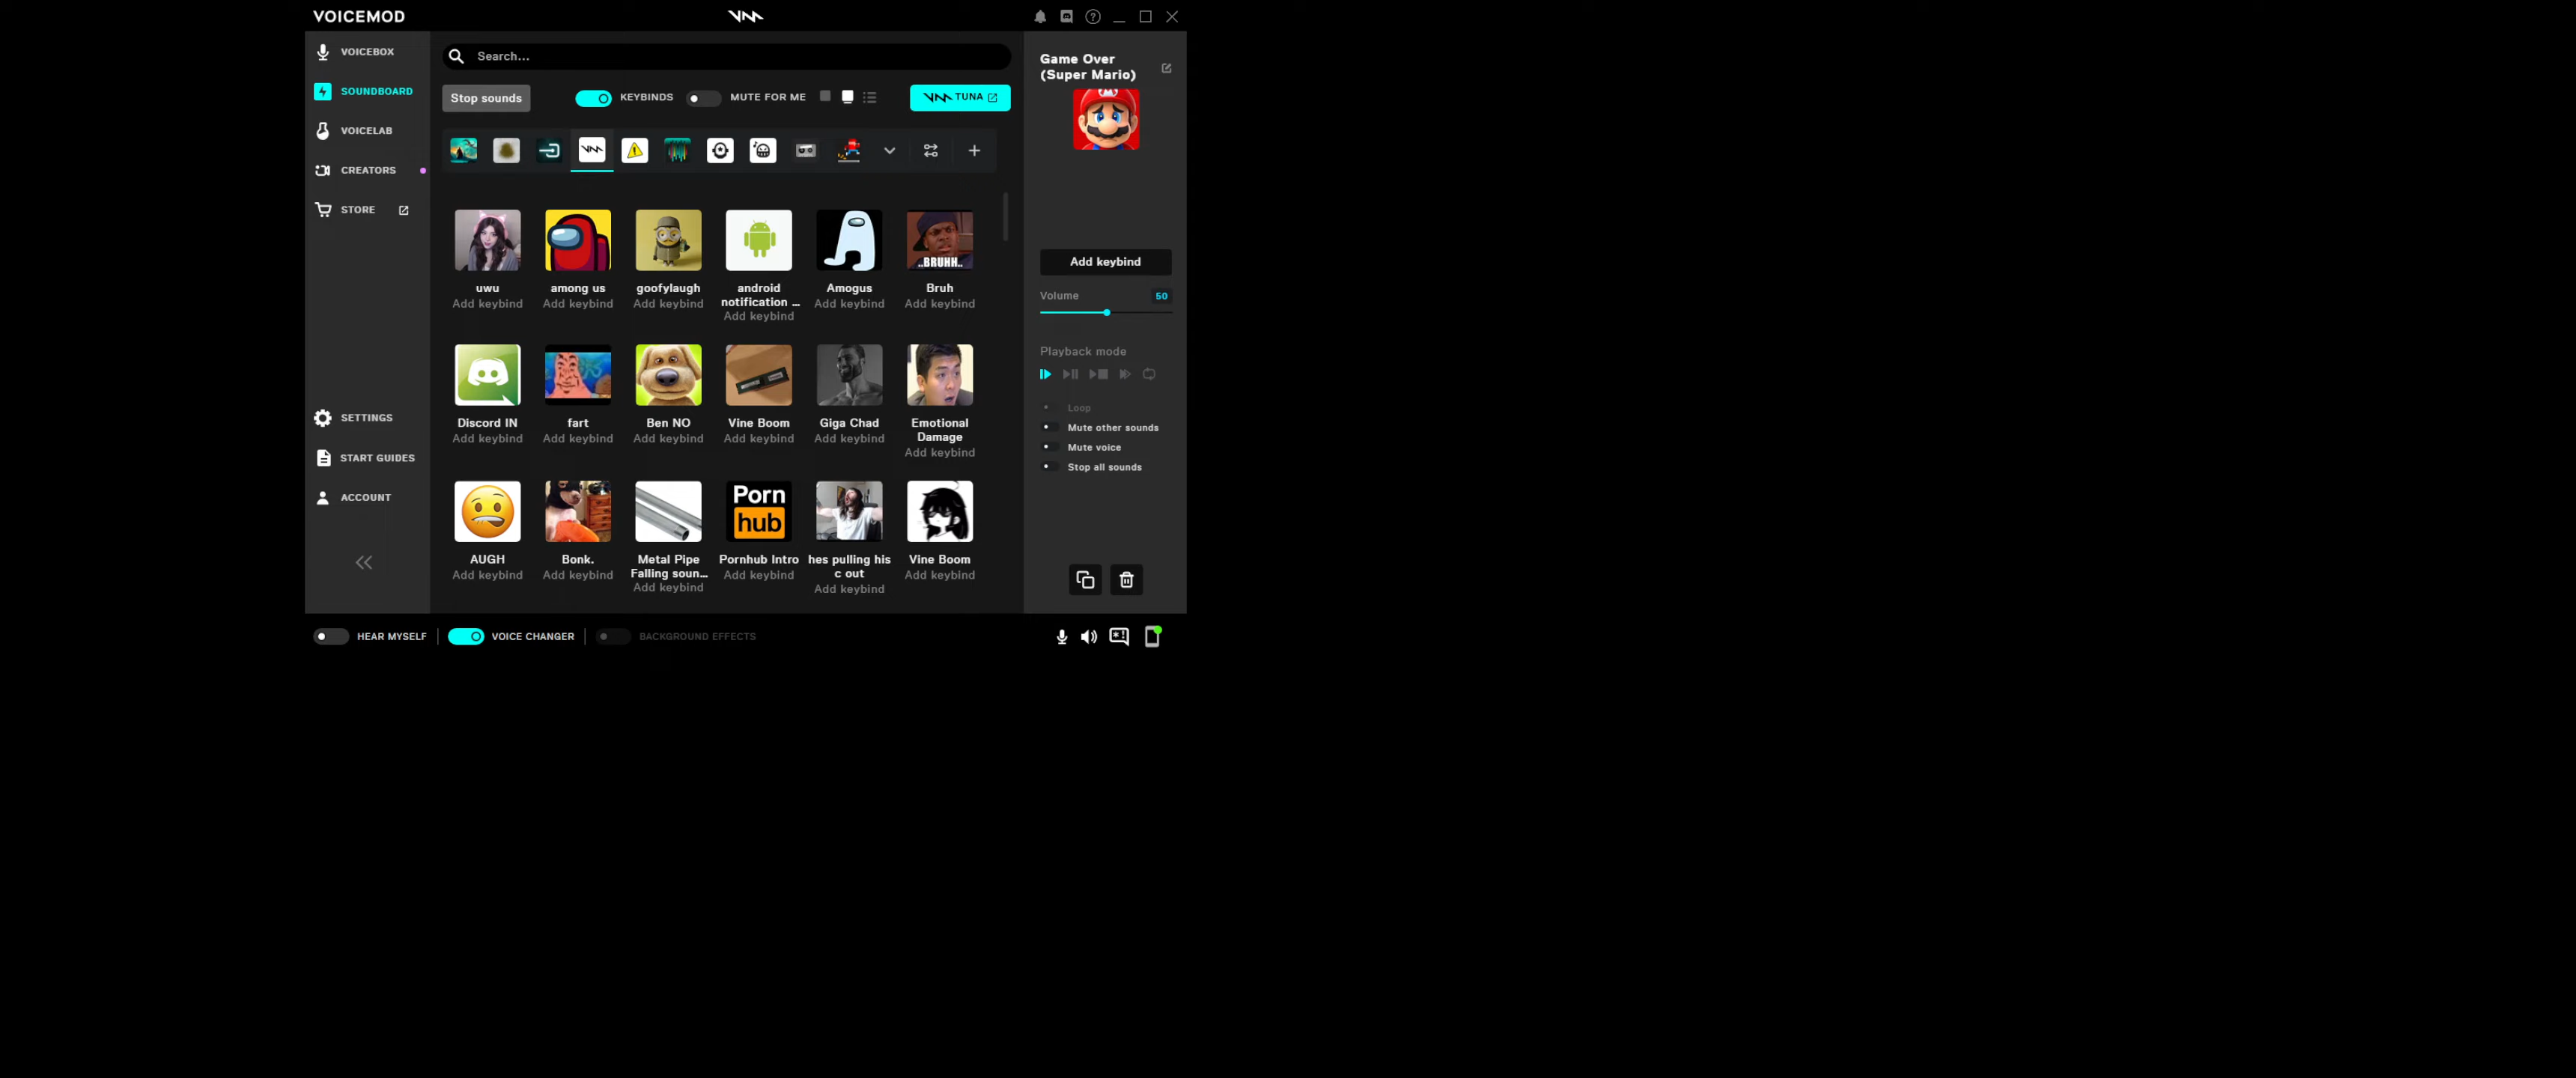 VOICEMOD
VOICEBOX
SOUNDBOARD
VOICELAB
CREATORS
STORE
SETTINGS
START GUIDES
ACCOUNT
Search...
Stop sounds
KEYBINDS
MUTE FOR ME
TUNA
uwu
Add keybind
among us
Add keybind
goofylaugh
Add keybind
android
notification ...
Add keybind
Amogus
Add keybind
..BRUHH..
Bruh
Add keybind
Discord IN
Add keybind
fart
Add keybind
Ben NO
Add keybind
Vine Boom
Add keybind
Giga Chad
Add keybind
Emotional
Damage
Add keybind
AUGH
Add keybind
Bonk.
Add keybind
Metal Pipe
Falling soun...
Add keybind
Porn
hub
Pornhub Intro
Add keybind
hes pulling his
c out
Add keybind
Vine Boom
Add keybind
Game Over
(Super Mario)
Add keybind
Volume
50
Playback mode
Loop
Mute other sounds
Mute voice
Stop all sounds
HEAR MYSELF
VOICE CHANGER
BACKGROUND EFFECTS